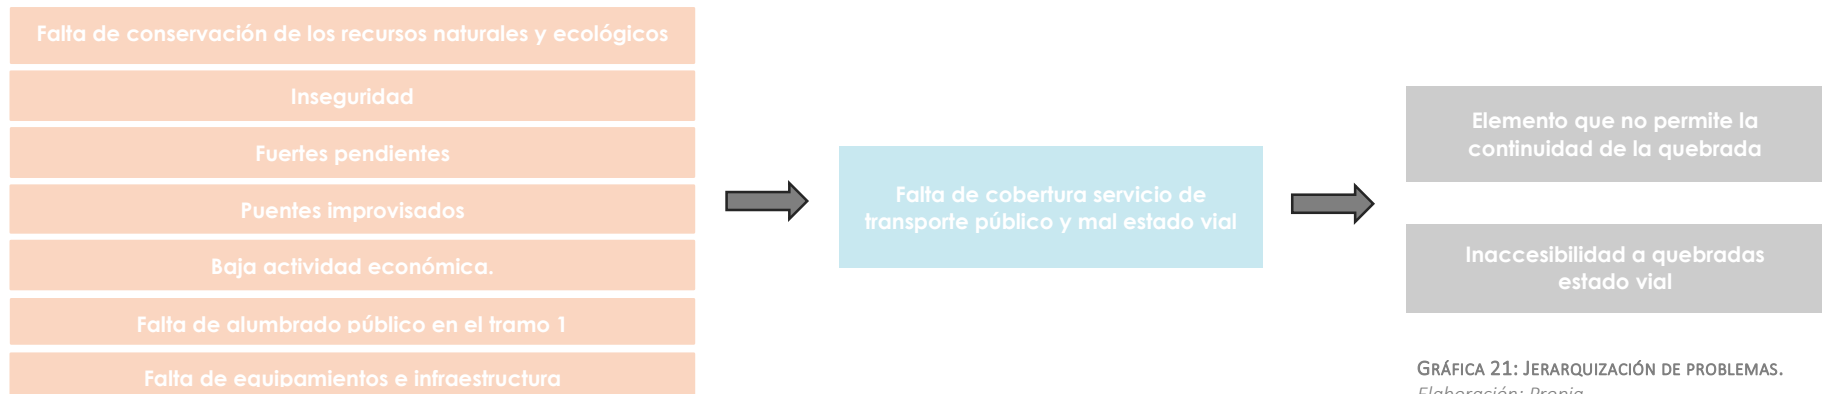 Falta de conservación de los recursos naturales y ecológicos
Inseguridad
Fuertes pendientes
Puentes improvisados
Baja actividad económica.
Falta de alumbrado público en el tramo 1
Falta de equipamientos e infraestructura
Falta de cobertura servicio de
transporte público y mal estado vial
Elemento que no permite la
continuidad de la quebrada
Inaccesibilidad a quebradas
estado vial
GRÁFICA 21: JERARQUIZACIÓN DE PROBLEMAS.
Elaboración: Propia